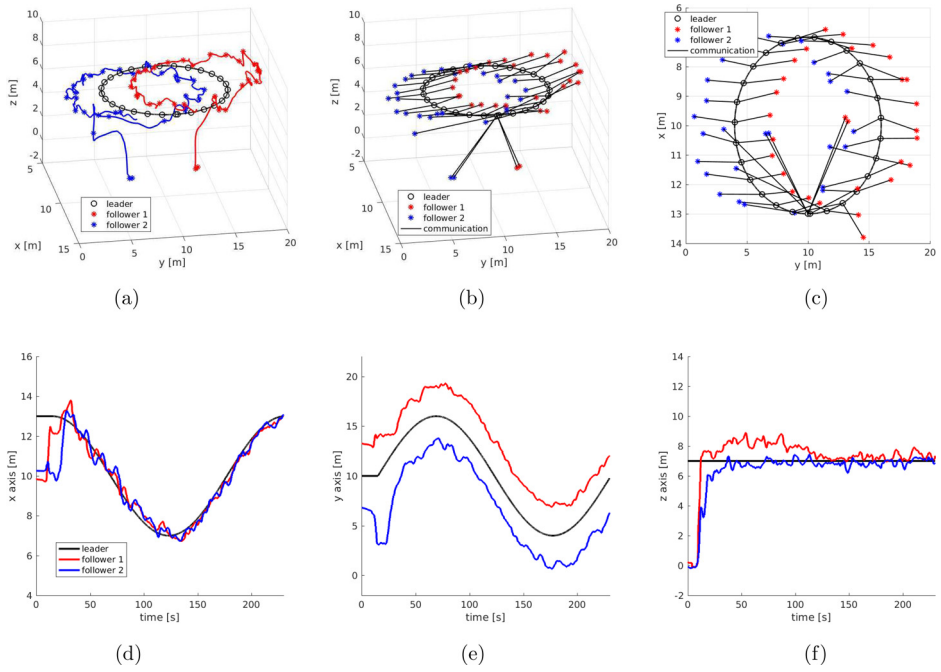 10
8
6
4
2
0
-2
z [m]
10
15
x [m]
0
5
10
15
20
y [m]
leader
follower 1
follower 2
(a)
10
8
6
4
2
0
-2
z [m]
10
15
x [m]
0
5
10
15
20
y [m]
leader
follower 1
follower 2
communication
(b)
6
7
8
9
10
11
12
13
14
x [m]
0
5
10
15
20
y [m]
leader
follower 1
follower 2
communication
(c)
16
14
12
10
8
6
4
x axis [m]
0
50
100
150
200
time [s]
leader
follower 1
follower 2
(d)
20
15
10
5
0
y axis [m]
0
50
100
150
200
time [s]
(e)
14
12
10
8
6
4
2
0
-2
z axis [m]
0
50
100
150
200
time [s]
(f)